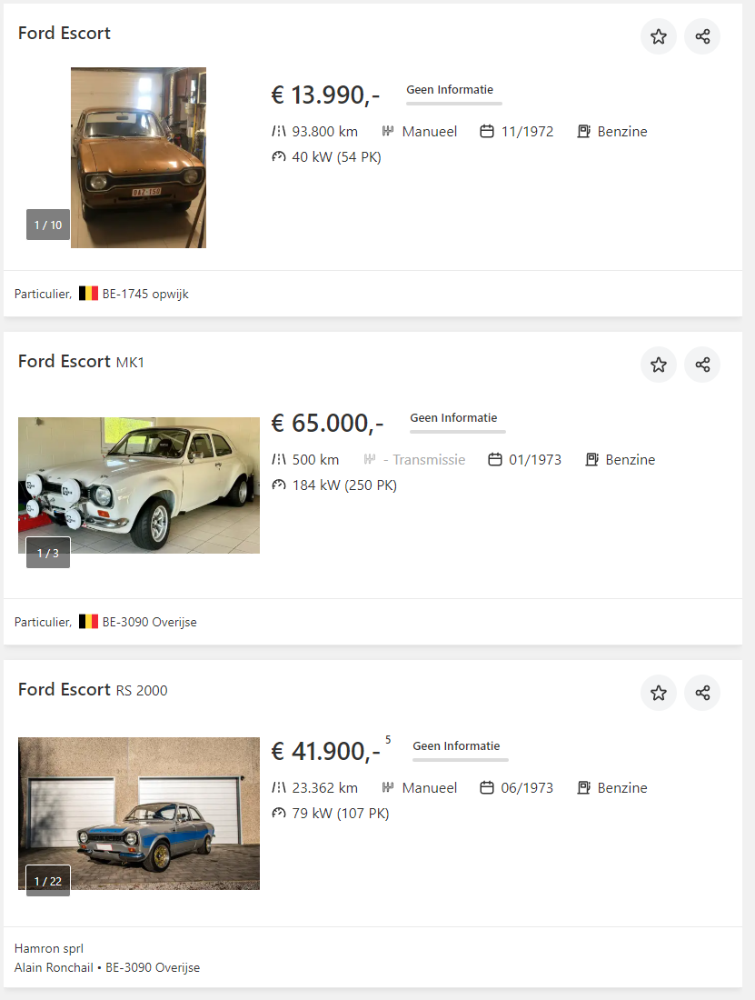 Ford Escort
€ 13.990,- Geen Informatie
93.800 km Manueel 11/1972 Benzine
40 kW (54 PK)
1 / 10
Particulier, BE-1745 opwijk
Ford Escort MK1
€ 65.000,- Geen Informatie
500 km - Transmissie 01/1973 Benzine
184 kW (250 PK)
1 / 3
Particulier, BE-3090 Overijse
Ford Escort RS 2000
€ 41.900,- 5 Geen Informatie
23.362 km Manueel 06/1973 Benzine
79 kW (107 PK)
1 / 22
Hamron sprl
Alain Ronchail • BE-3090 Overijse